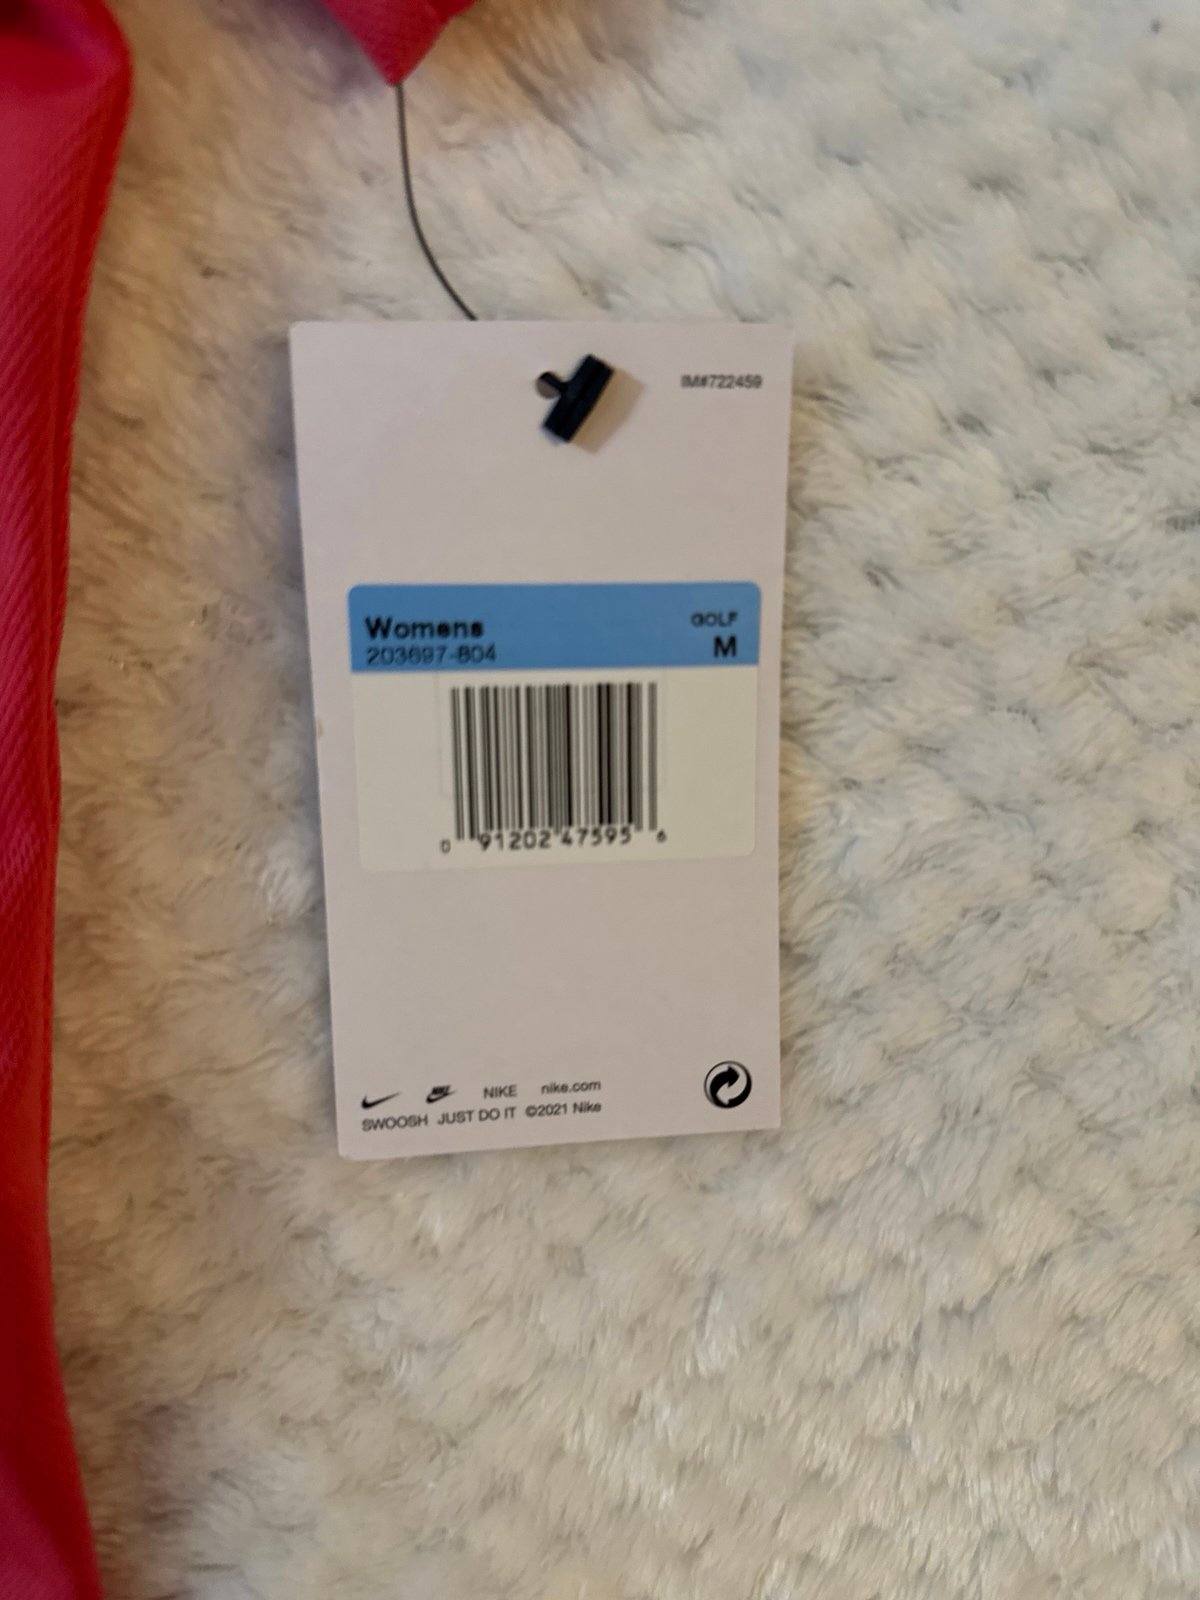 IM#722459
Womens GOLF
203697-804 M
0 91202 47595 6
NIKE nike.com
SWOOSH JUST DO IT ©2021 Nike